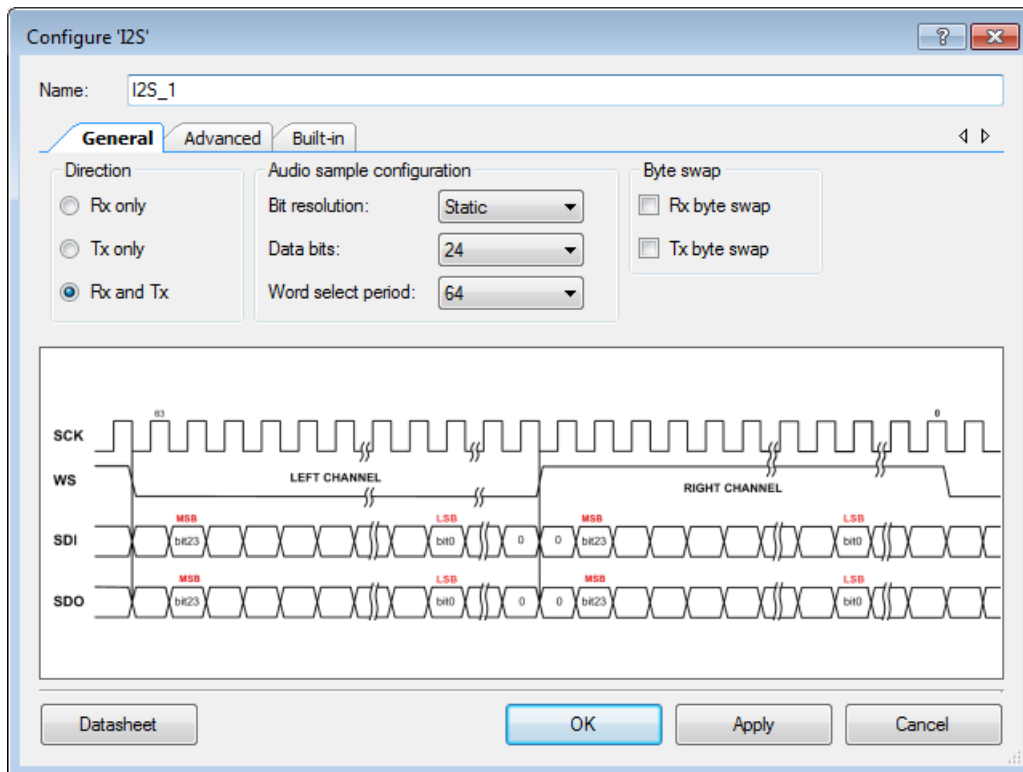 Configure 'I2S'
Name: I2S_1
General Advanced Built-in
Direction Audio sample configuration Byte swap
Rx only Bit resolution: Static Rx byte swap
Tx only Data bits: 24 Tx byte swap
Rx and Tx Word select period: 64
63 0
SCK
WS LEFT CHANNEL RIGHT CHANNEL
MSB LSB MSB LSB
SDI bit23 bit0 0 0 bit23 bit0
MSB LSB MSB LSB
SDO bit23 bit0 0 0 bit23 bit0
Datasheet OK Apply Cancel